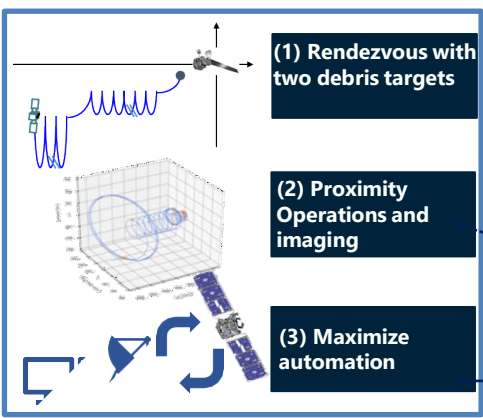 (1) Rendezvous with
two debris targets
(2) Proximity
Operations and
imaging
(3) Maximize
automation